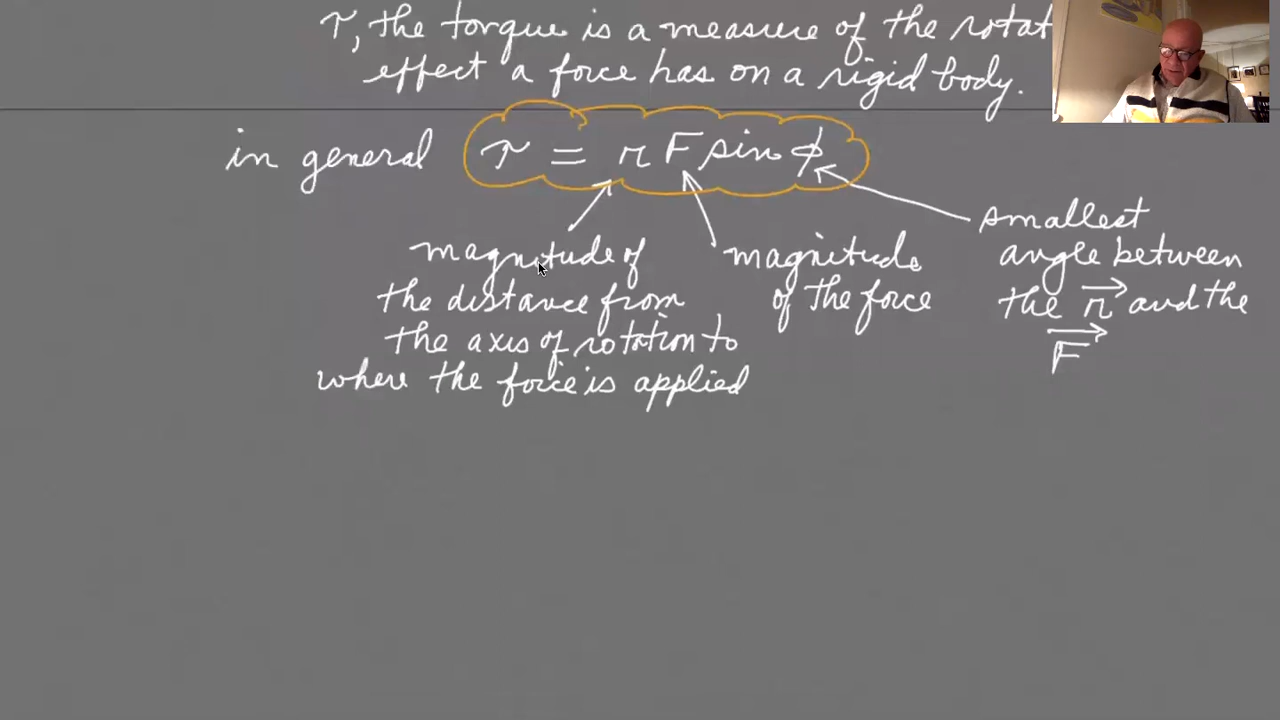 τ, the torque is a measure of the rotat
effect a force has on a rigid body.
in general τ = r F sin ϕ
magnitude of
the distance from
the axis of rotation to
where the force is applied
magnitude
of the force
smallest
angle between
the r⃗ and the
F⃗